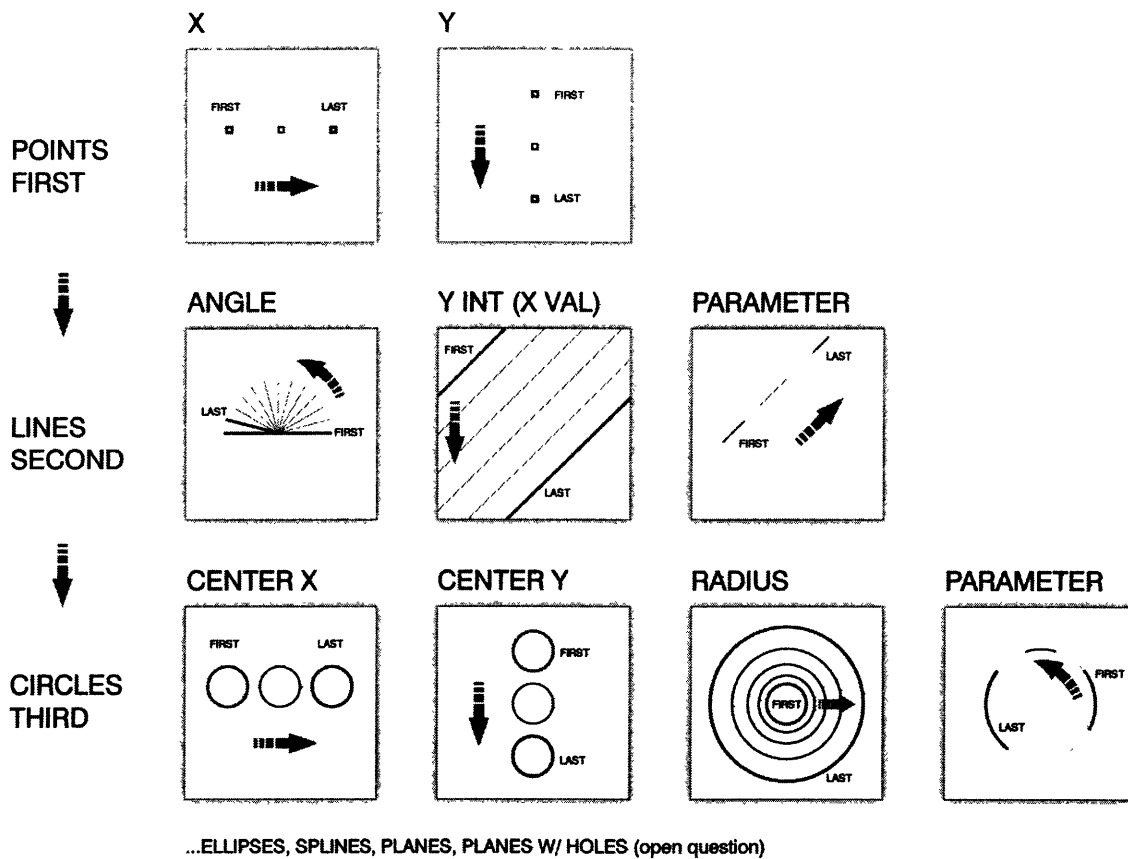 X
Y
FIRST
LAST
FIRST
LAST
POINTS
FIRST
ANGLE
Y INT (X VAL)
PARAMETER
LAST
FIRST
FIRST
LAST
LAST
FIRST
LINES
SECOND
CENTER X
CENTER Y
RADIUS
PARAMETER
FIRST
LAST
FIRST
LAST
FIRST
LAST
FIRST
LAST
CIRCLES
THIRD
...ELLIPSES, SPLINES, PLANES, PLANES W/ HOLES (open question)